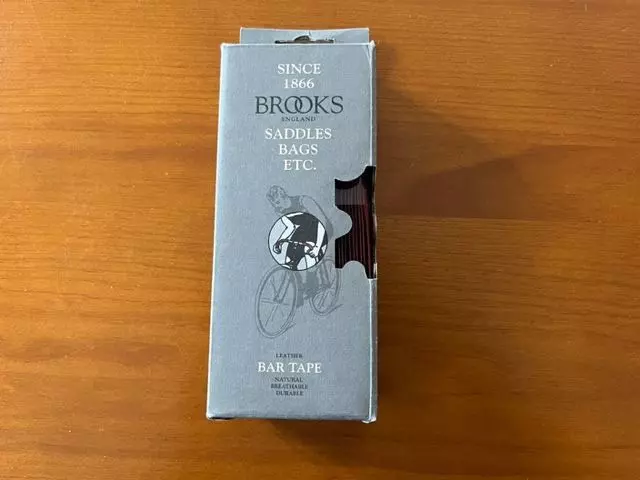 SINCE
1866
BROOKS
ENGLAND
SADDLES
BAGS
ETC.
LEATHER
BAR TAPE
NATURAL
BREATHABLE
DURABLE